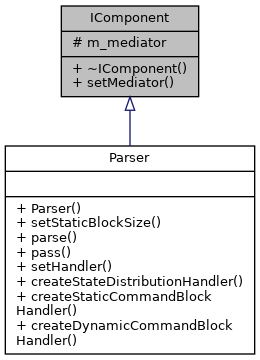 IComponent
# m_mediator
+ ~IComponent()
+ setMediator()
Parser
+ Parser()
+ setStaticBlockSize()
+ parse()
+ pass()
+ setHandler()
+ createStateDistributionHandler()
+ createStaticCommandBlock
Handler()
+ createDynamicCommandBlock
Handler()